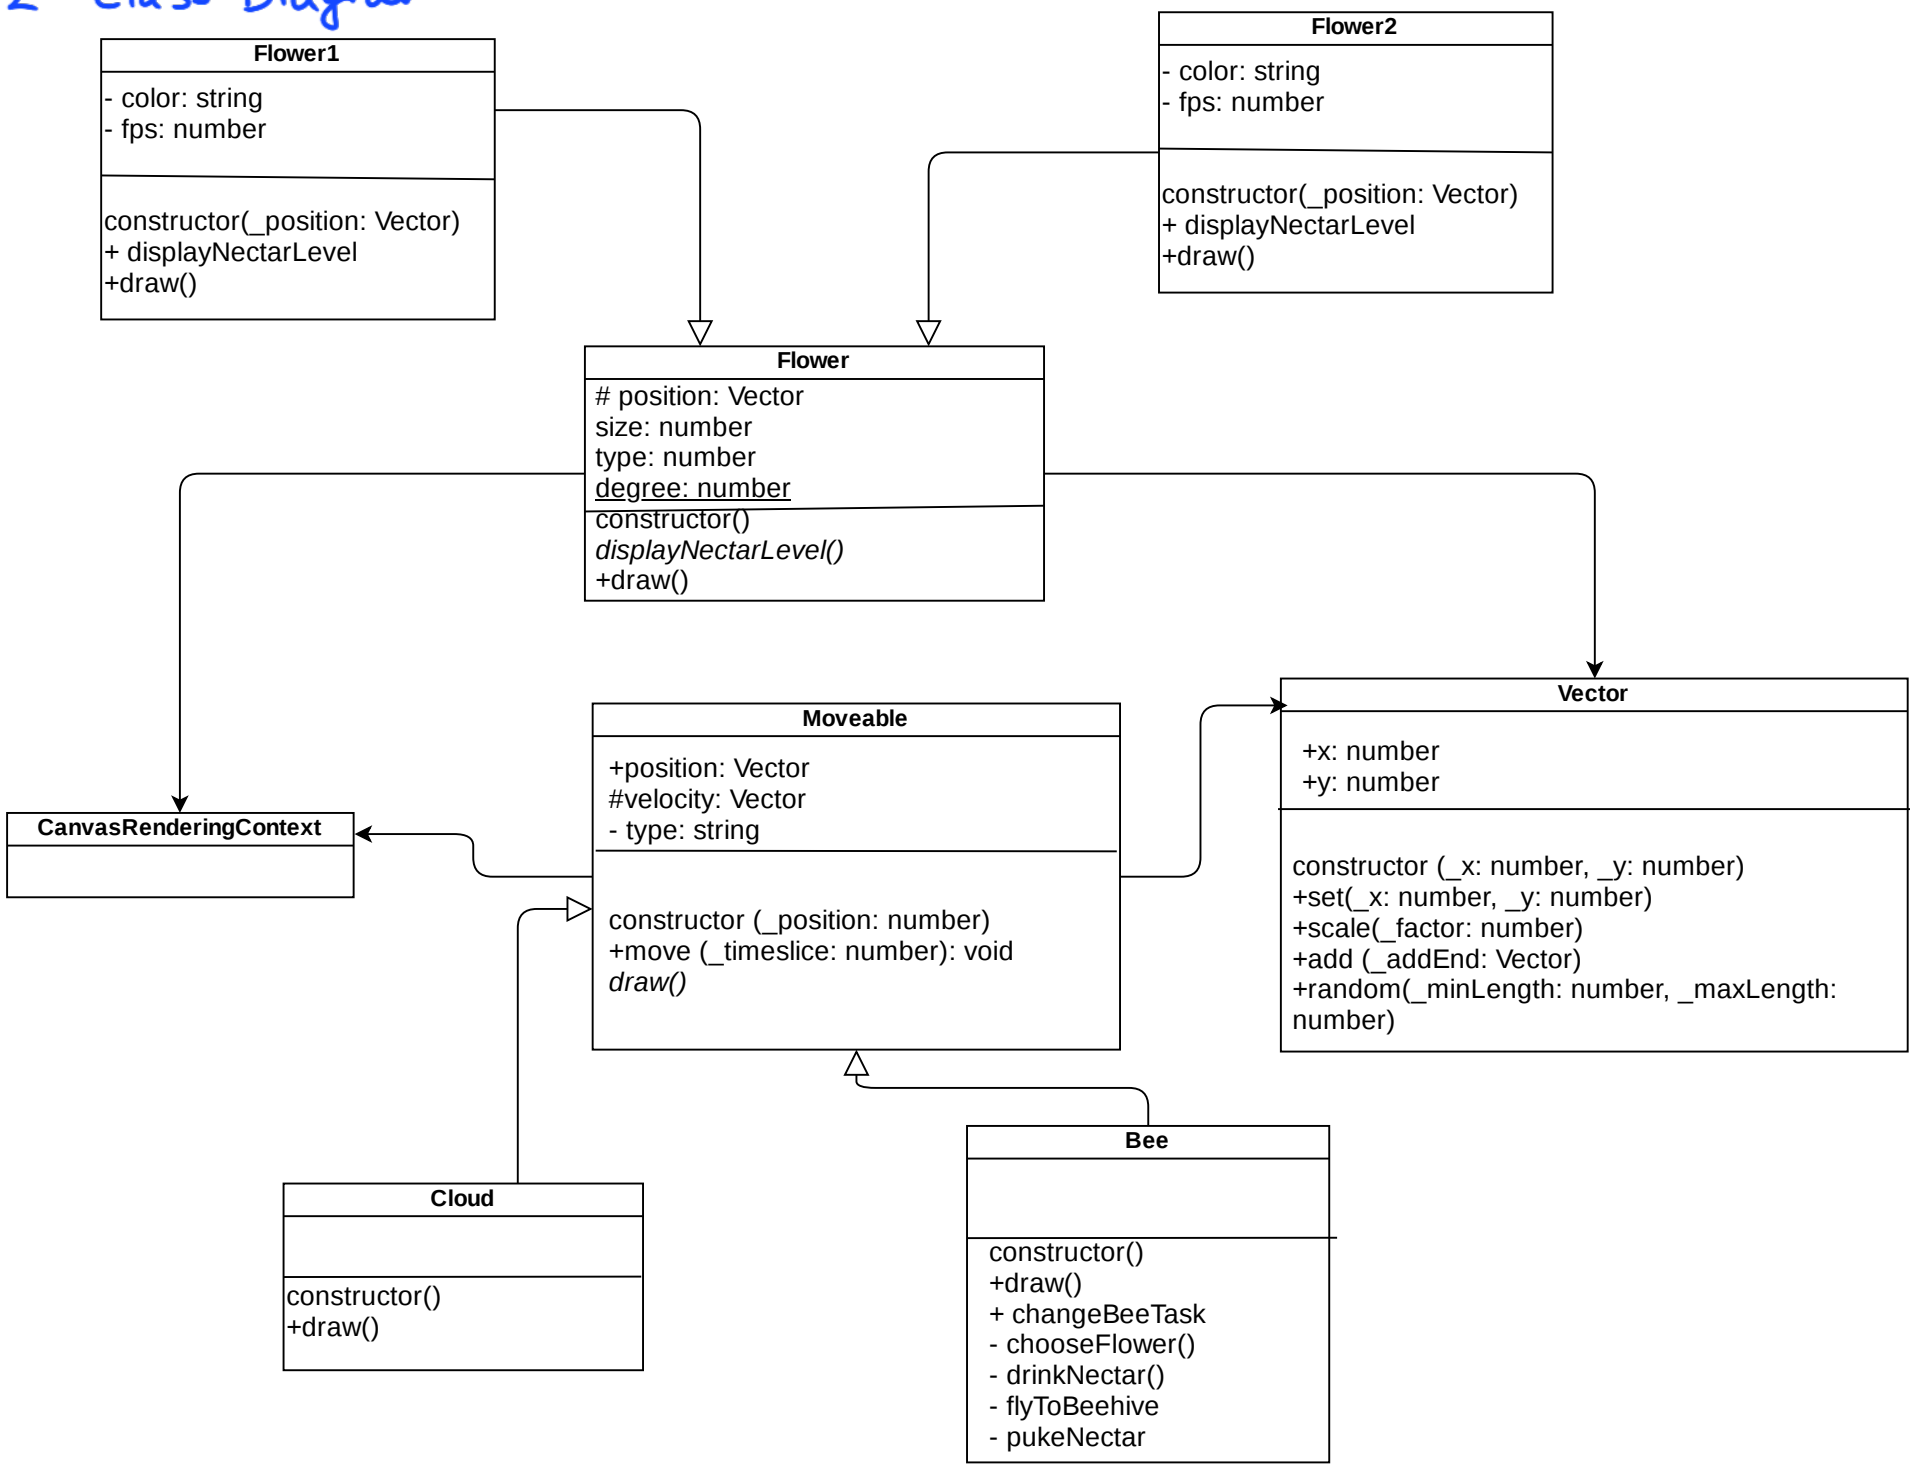 2 Class Diagram
Flower1
- color: string
- fps: number
constructor(_position: Vector)
+ displayNectarLevel
+draw()
Flower2
- color: string
- fps: number
constructor(_position: Vector)
+ displayNectarLevel
+draw()
Flower
# position: Vector
size: number
type: number
degree: number
constructor()
displayNectarLevel()
+draw()
CanvasRenderingContext
Moveable
+position: Vector
#velocity: Vector
- type: string
constructor (_position: number)
+move (_timeslice: number): void
draw()
Vector
+x: number
+y: number
constructor (_x: number, _y: number)
+set(_x: number, _y: number)
+scale(_factor: number)
+add (_addEnd: Vector)
+random(_minLength: number, _maxLength:
number)
Cloud
constructor()
+draw()
Bee
constructor()
+draw()
+ changeBeeTask
- chooseFlower()
- drinkNectar()
- flyToBeehive
- pukeNectar